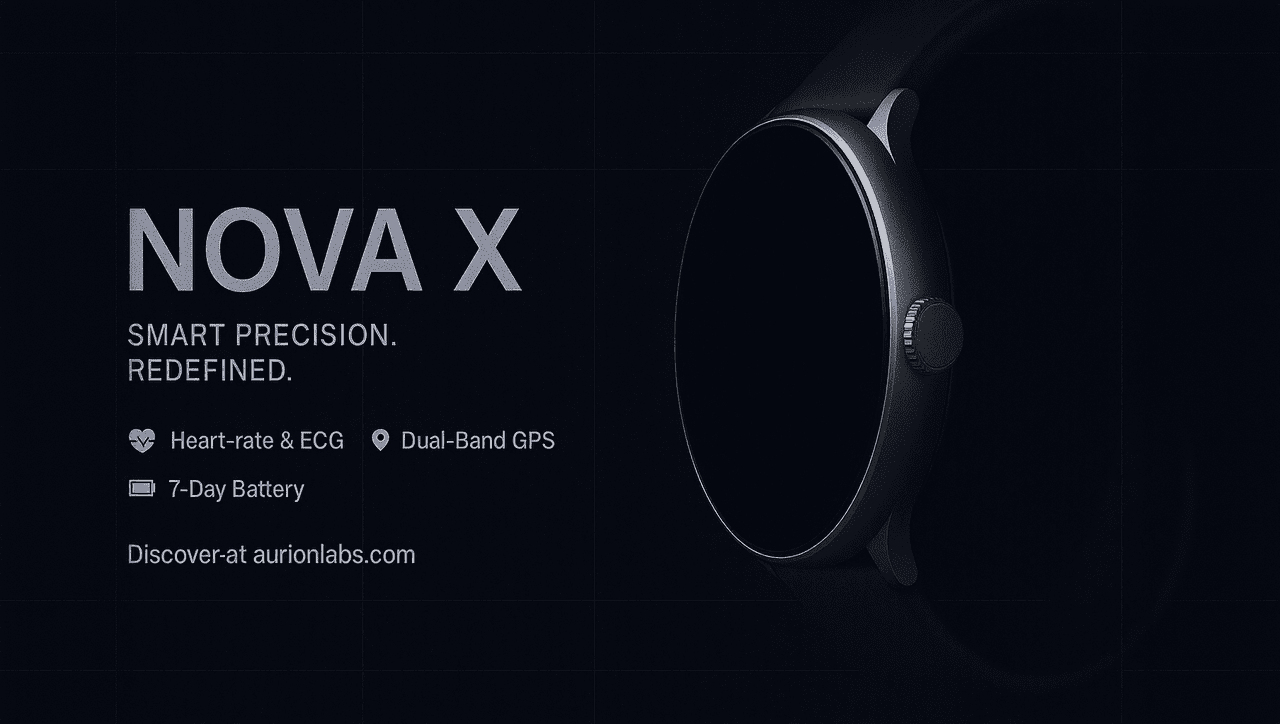 NOVA X
SMART PRECISION.
REDEFINED.
Heart-rate & ECG Dual-Band GPS
7-Day Battery
Discover-at aurionlabs.com